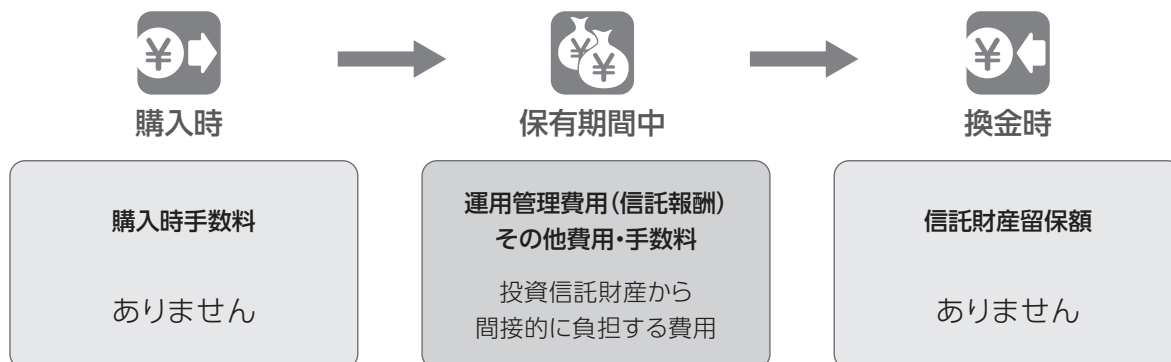 購入時
保有期間中
換金時
購入時手数料
ありません
運用管理費用(信託報酬)
その他費用・手数料
投資信託財産から
間接的に負担する費用
信託財産留保額
ありません